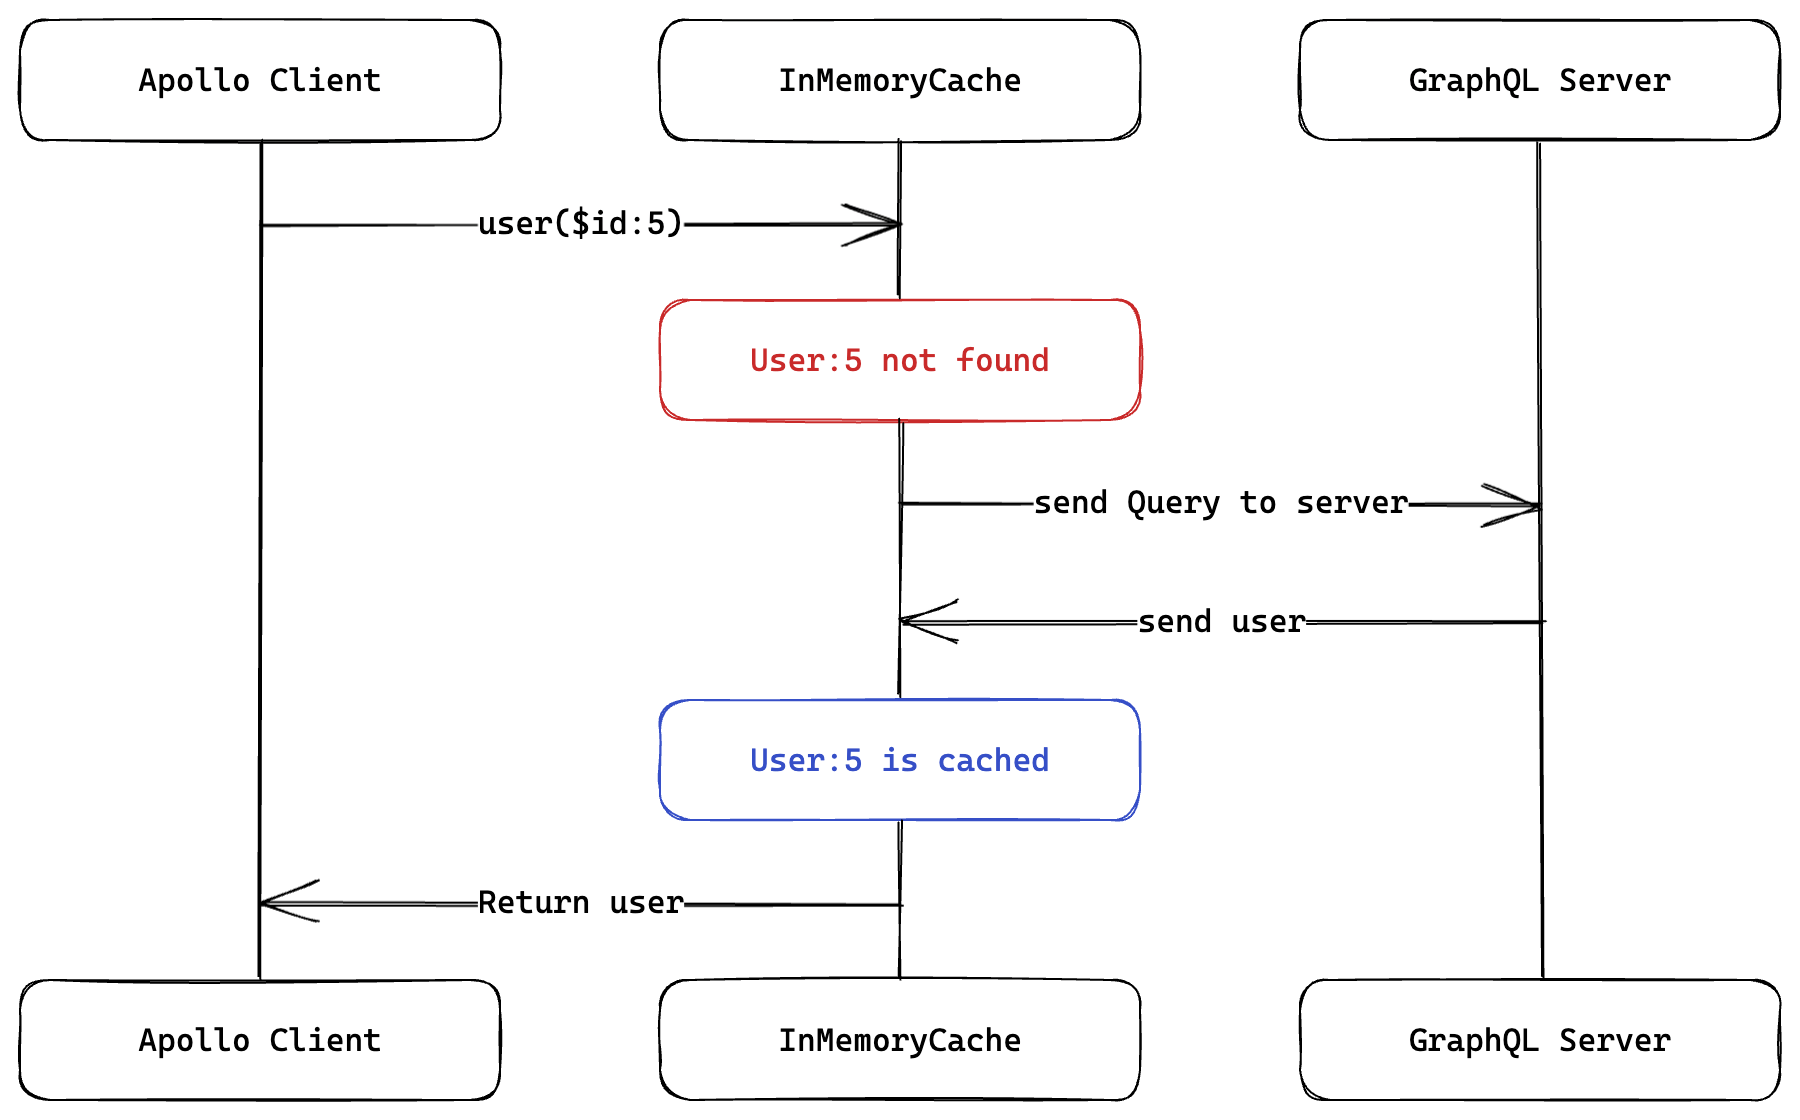 Apollo Client
InMemoryCache
GraphQL Server
user($id:5)
User:5 not found
send Query to server
send user
User:5 is cached
Return user
Apollo Client
InMemoryCache
GraphQL Server